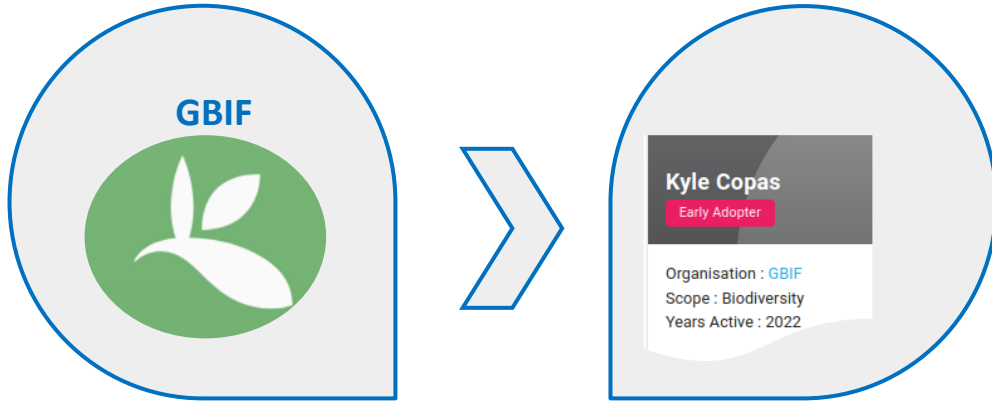 GBIF
Kyle Copas
Early Adopter
Organisation : GBIF
Scope : Biodiversity
Years Active : 2022